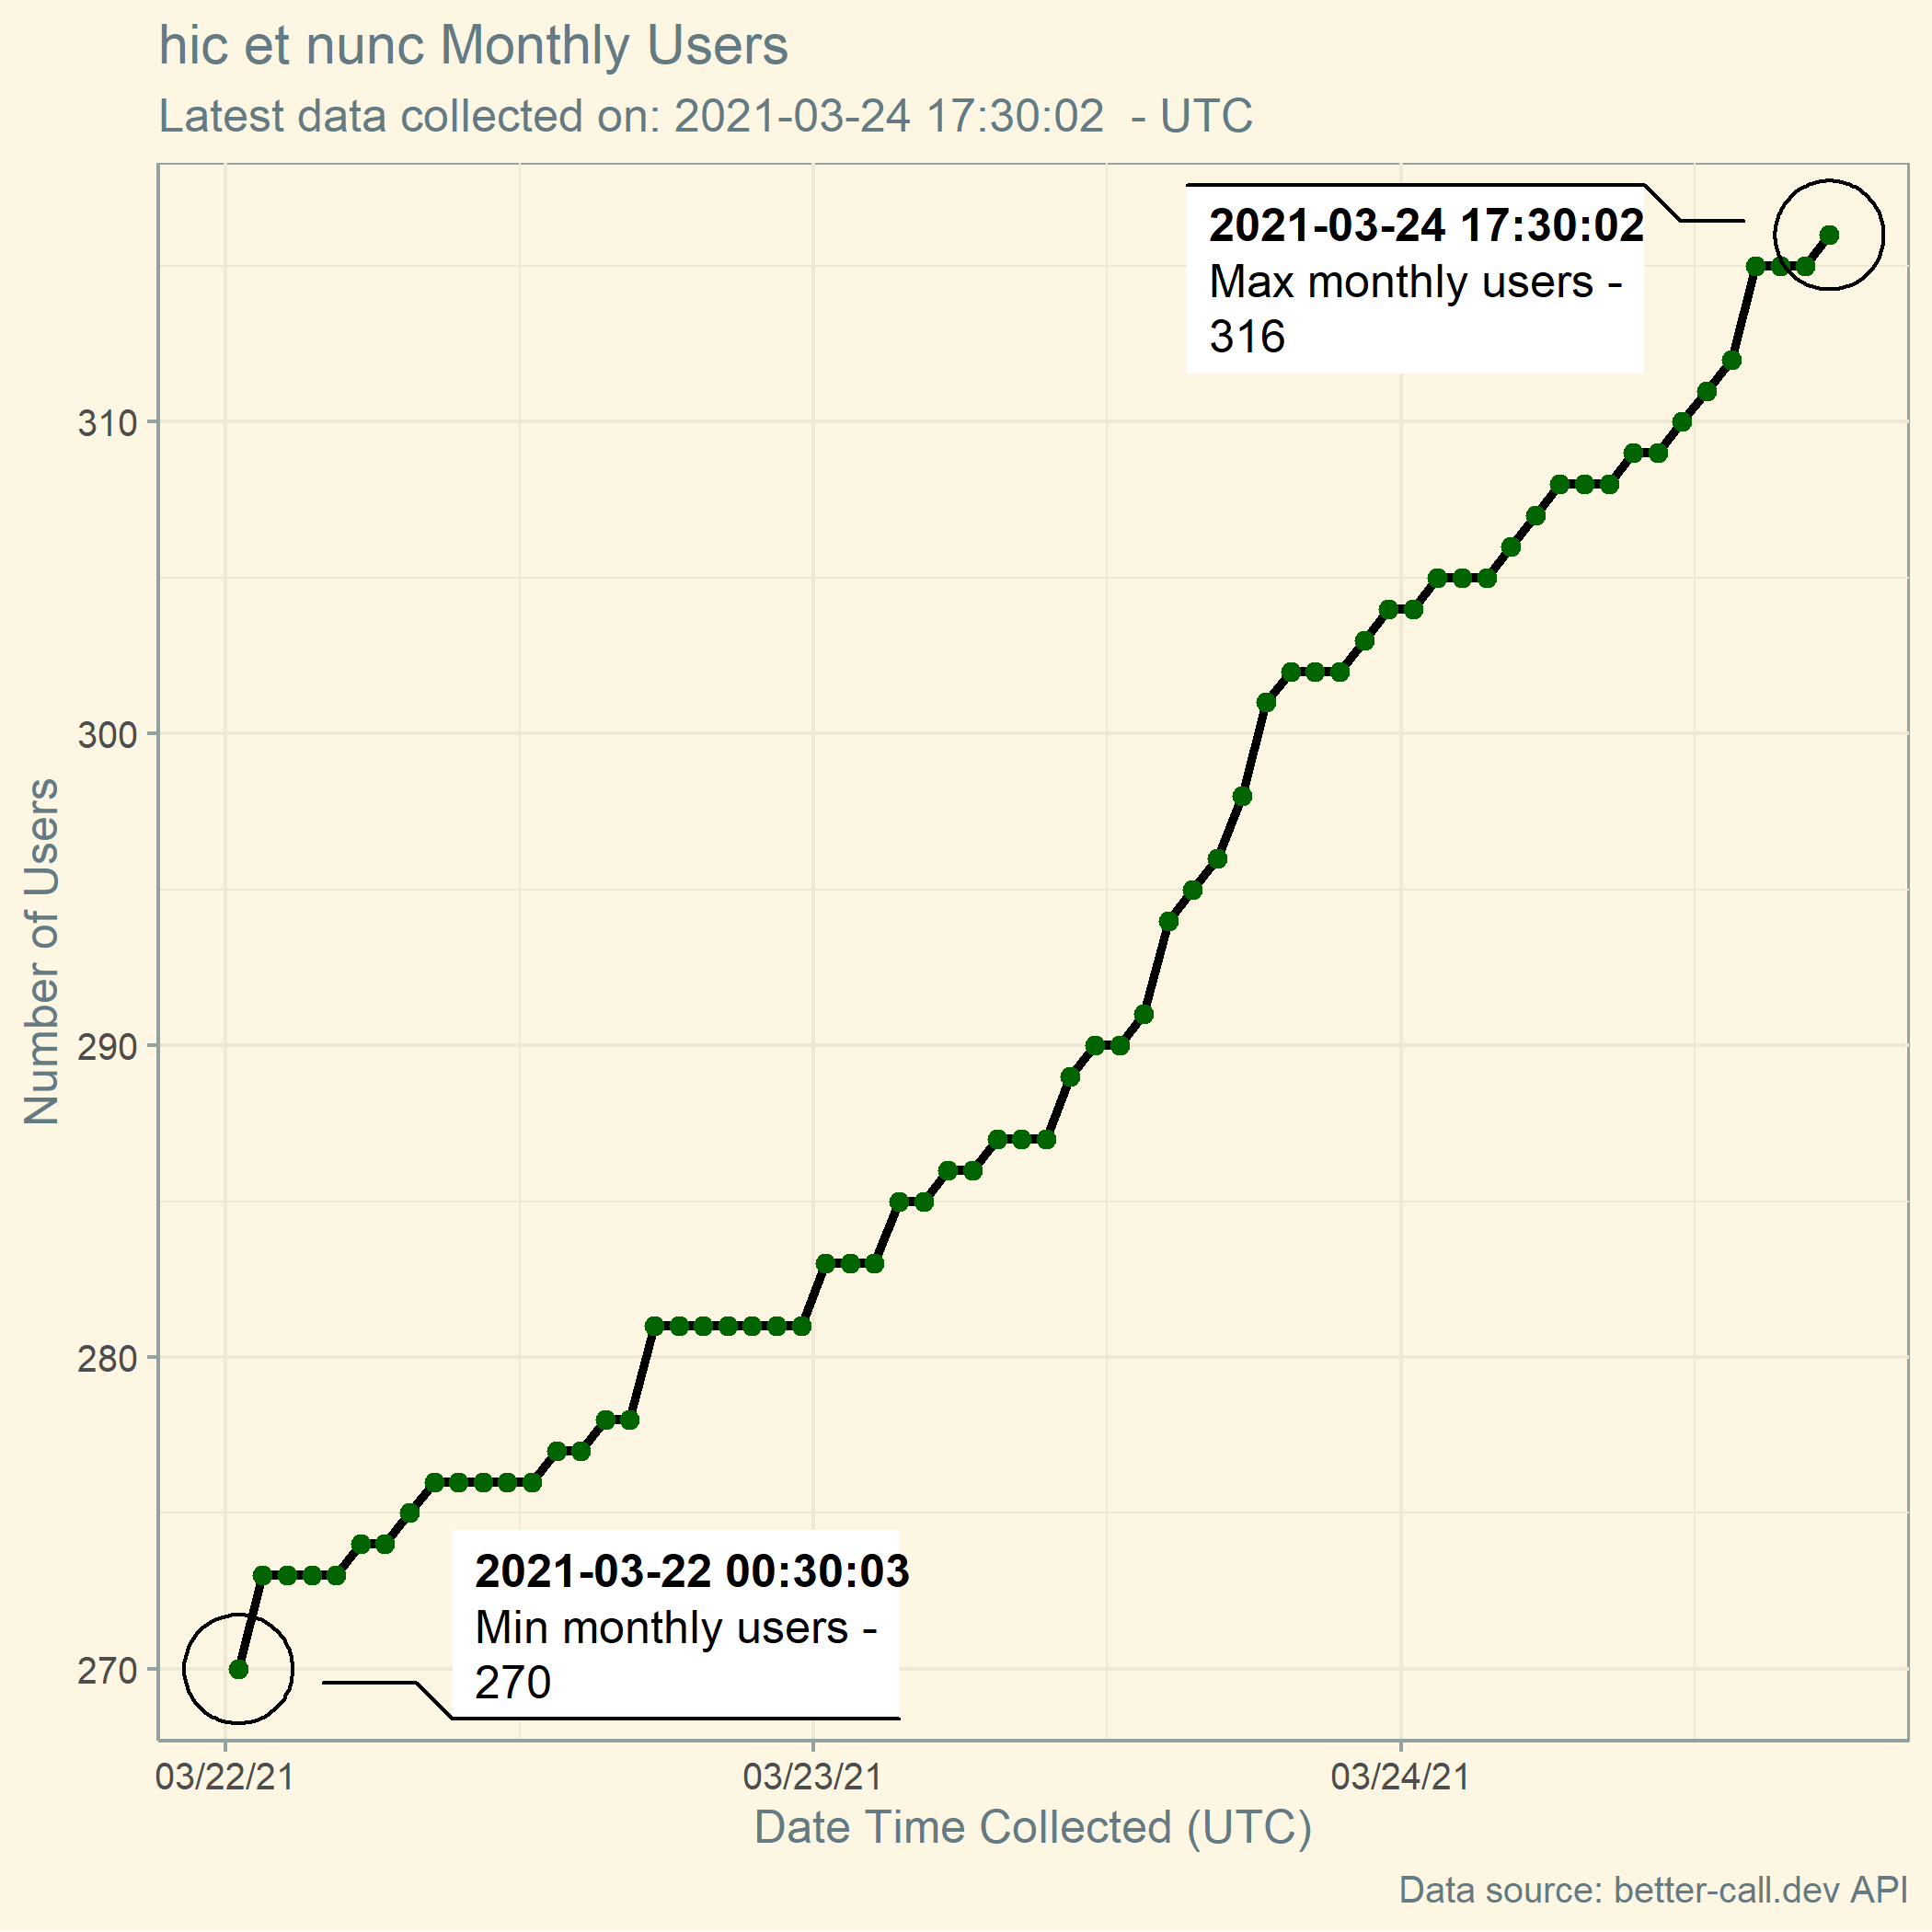 hic et nunc Monthly Users
Latest data collected on: 2021-03-24 17:30:02  - UTC
2021-03-24 17:30:02
Max monthly users -
316
310
300
290
280
270
Number of Users
2021-03-22 00:30:03
Min monthly users -
270
03/22/21
03/23/21
03/24/21
Date Time Collected (UTC)
Data source: better-call.dev API